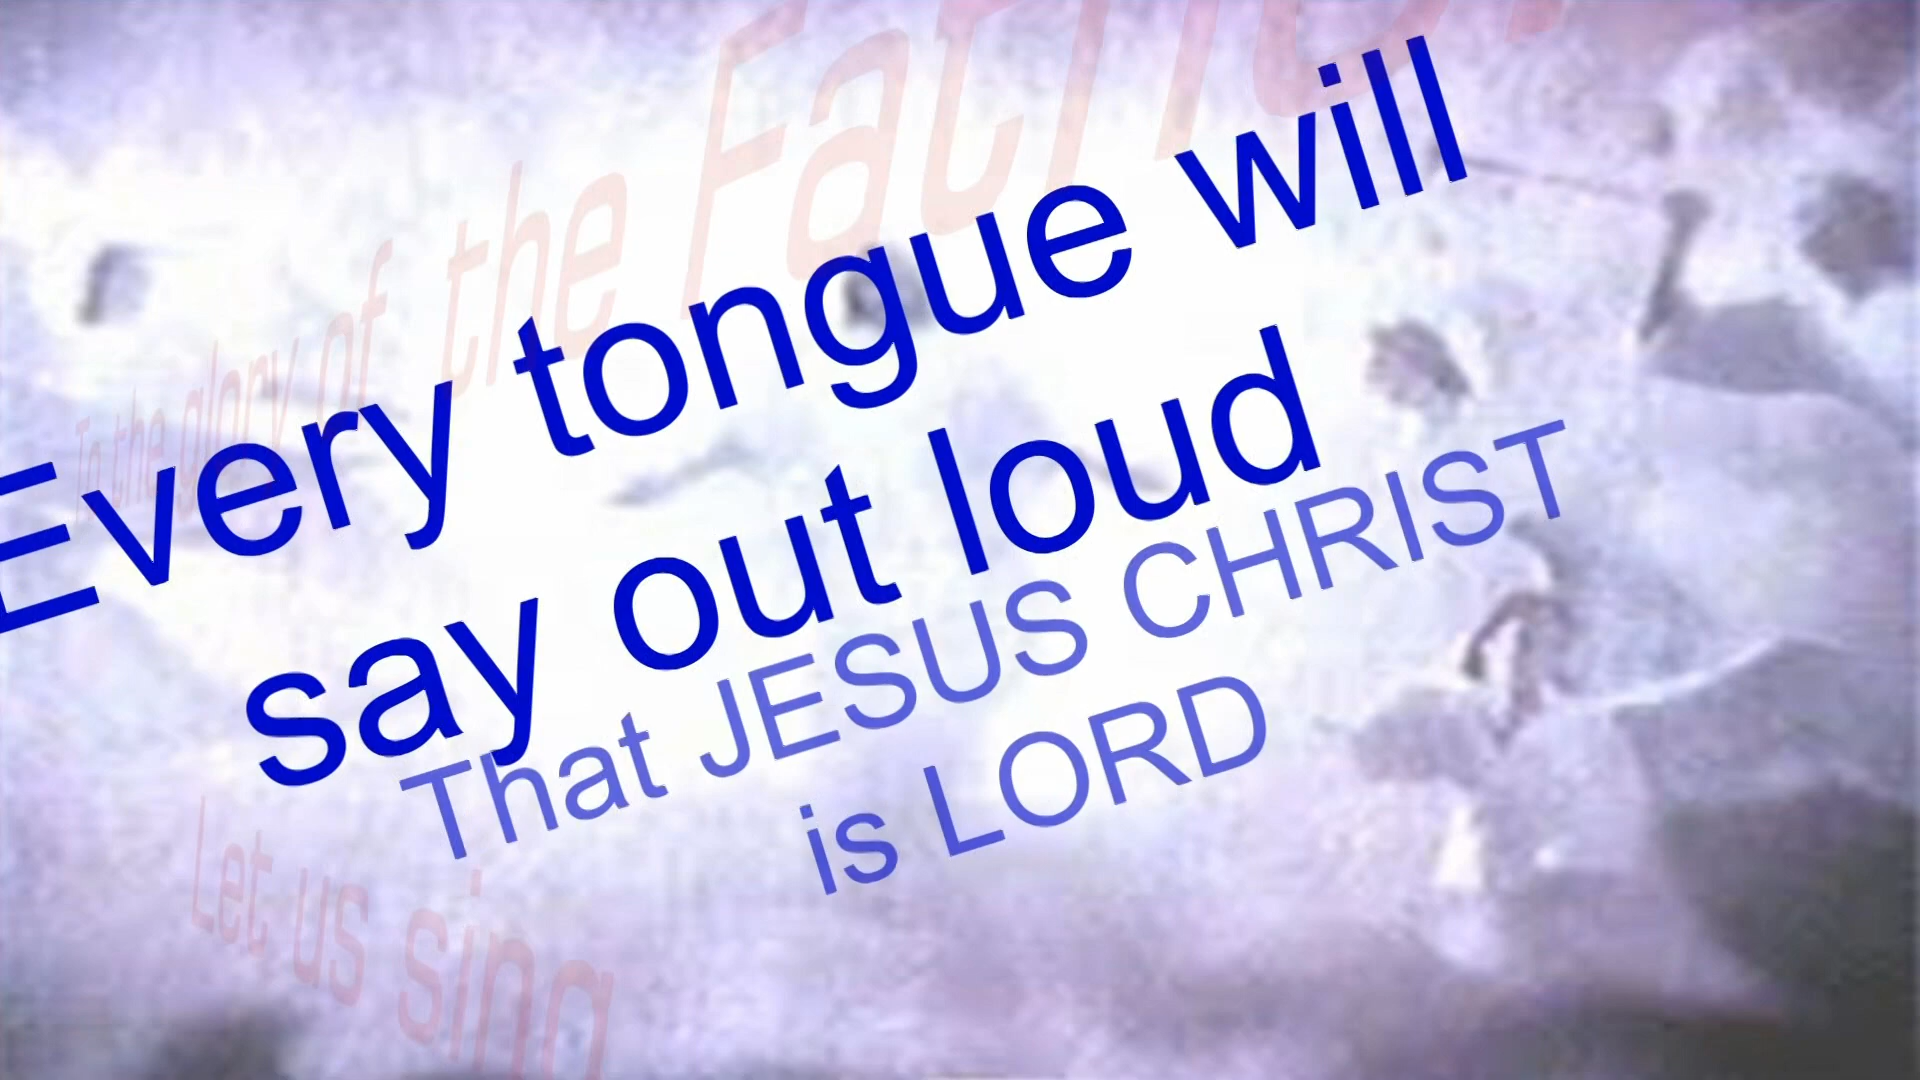 To the glory of the Father!
Every tongue will
say out loud
That JESUS CHRIST
is LORD
Let us sing